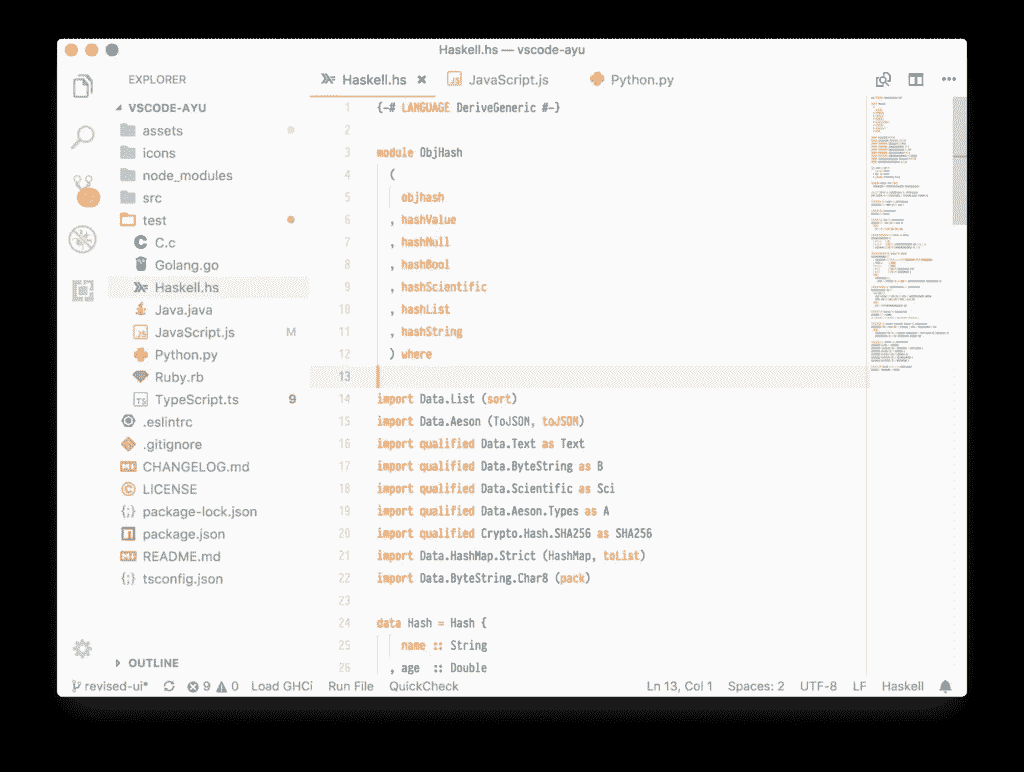 Haskell.hs — vscode-ayu
EXPLORER
VSCODE-AYU
assets
icons
node_modules
src
test
C.c
Golang.go
Haskell.hs
Java.java
JavaScript.js M
Python.py
Ruby.rb
TypeScript.ts 9
.eslintrc
.gitignore
CHANGELOG.md
LICENSE
package-lock.json
package.json
README.md
tsconfig.json
OUTLINE
Haskell.hs JavaScript.js Python.py
1 {-# LANGUAGE DeriveGeneric #-}
2
3 module ObjHash
4 (
5 objhash
6 , hashValue
7 , hashNull
8 , hashBool
9 , hashScientific
10 , hashList
11 , hashString
12 ) where
13
14 import Data.List (sort)
15 import Data.Aeson (ToJSON, toJSON)
16 import qualified Data.Text as Text
17 import qualified Data.ByteString as B
18 import qualified Data.Scientific as Sci
19 import qualified Data.Aeson.Types as A
20 import qualified Crypto.Hash.SHA256 as SHA256
21 import Data.HashMap.Strict (HashMap, toList)
22 import Data.ByteString.Char8 (pack)
23
24 data Hash = Hash {
25 name :: String
26 , age :: Double
revised-ui* 9 0 Load GHCi Run File QuickCheck Ln 13, Col 1 Spaces: 2 UTF-8 LF Haskell